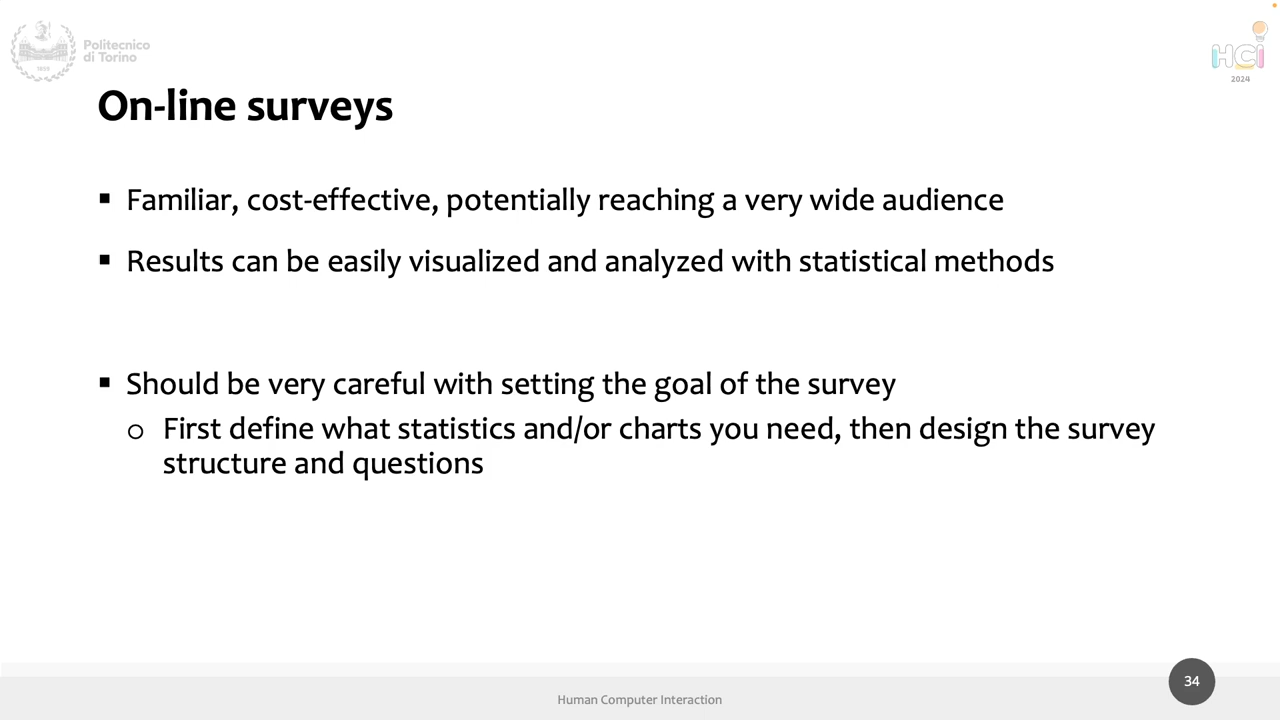 Politecnico
di Torino
1859
HCI
2024
On-line surveys
▪ Familiar, cost-effective, potentially reaching a very wide audience
▪ Results can be easily visualized and analyzed with statistical methods
▪ Should be very careful with setting the goal of the survey
o First define what statistics and/or charts you need, then design the survey
structure and questions
34
Human Computer Interaction